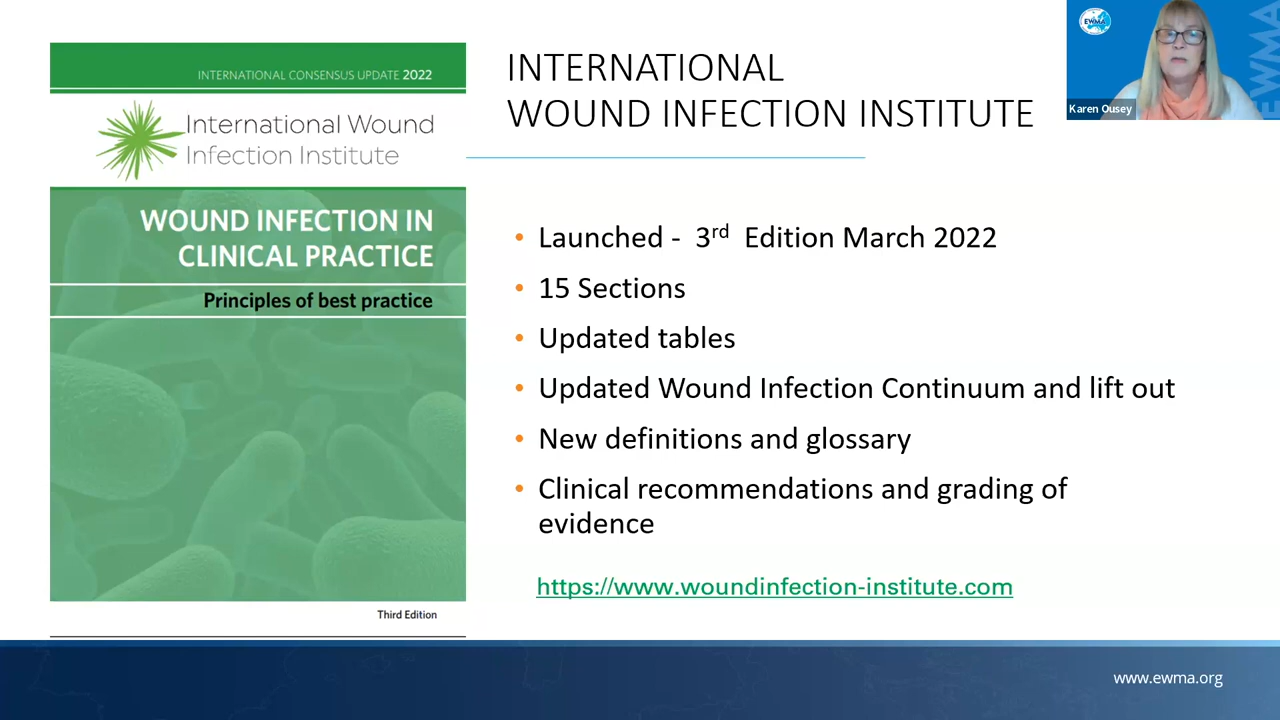 INTERNATIONAL CONSENSUS UPDATE 2022
International Wound
Infection Institute
WOUND INFECTION IN
CLINICAL PRACTICE
Principles of best practice
Third Edition
INTERNATIONAL
WOUND INFECTION INSTITUTE
• Launched - 3rd Edition March 2022
• 15 Sections
• Updated tables
• Updated Wound Infection Continuum and lift out
• New definitions and glossary
• Clinical recommendations and grading of
evidence
https://www.woundinfection-institute.com
EWMA
EWMA
Karen Ousey
www.ewma.org